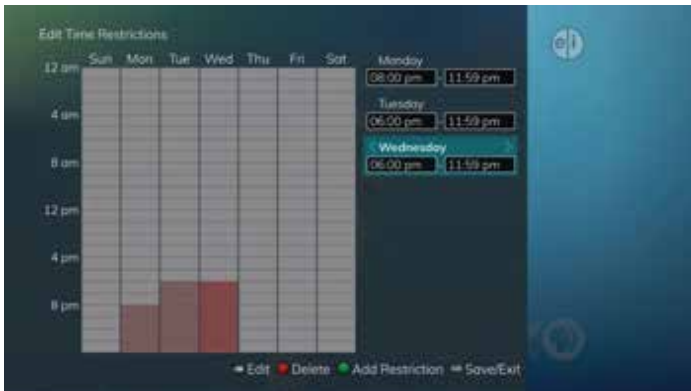 Edit Time Restrictions
e i
Sun Mon Tue Wed Thu Fri Sat
12 am
4 am
8 am
12 pm
4 pm
8 pm
Monday
08:00 pm - 11:59 pm
Tuesday
06:00 pm - 11:59 pm
Wednesday
06:00 pm - 11:59 pm
Edit Delete Add Restriction Save/Exit